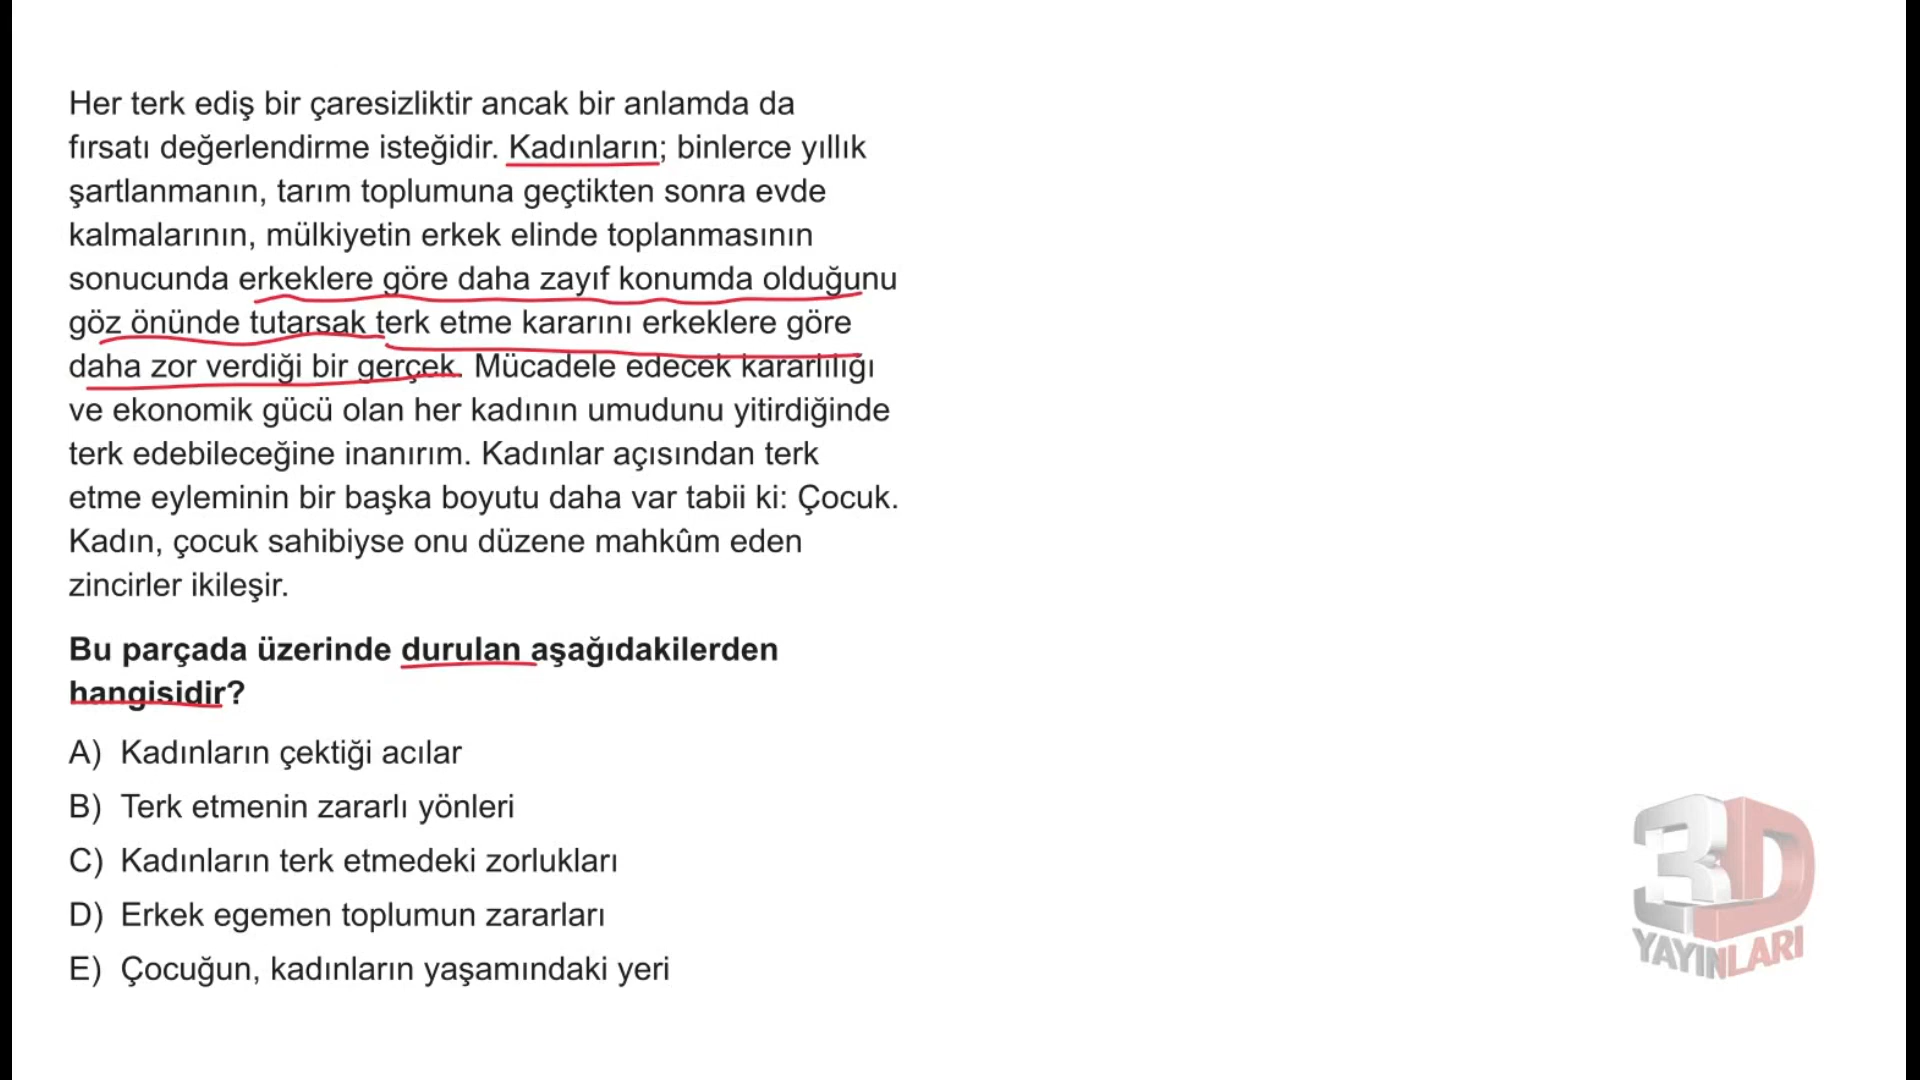 Her terk ediş bir çaresizliktir ancak bir anlamda da
fırsatı değerlendirme isteğidir. Kadınların; binlerce yıllık
şartlanmanın, tarım toplumuna geçtikten sonra evde
kalmalarının, mülkiyetin erkek elinde toplanmasının
sonucunda erkeklere göre daha zayıf konumda olduğunu
göz önünde tutarsak terk etme kararını erkeklere göre
daha zor verdiği bir gerçek. Mücadele edecek kararlılığı
ve ekonomik gücü olan her kadının umudunu yitirdiğinde
terk edebileceğine inanırım. Kadınlar açısından terk
etme eyleminin bir başka boyutu daha var tabii ki: Çocuk.
Kadın, çocuk sahibiyse onu düzene mahkûm eden
zincirler ikileşir.
Bu parçada üzerinde durulan aşağıdakilerden
hangisidir?
A) Kadınların çektiği acılar
B) Terk etmenin zararlı yönleri
C) Kadınların terk etmedeki zorlukları
D) Erkek egemen toplumun zararları
E) Çocuğun, kadınların yaşamındaki yeri
3D
YAYINLARI